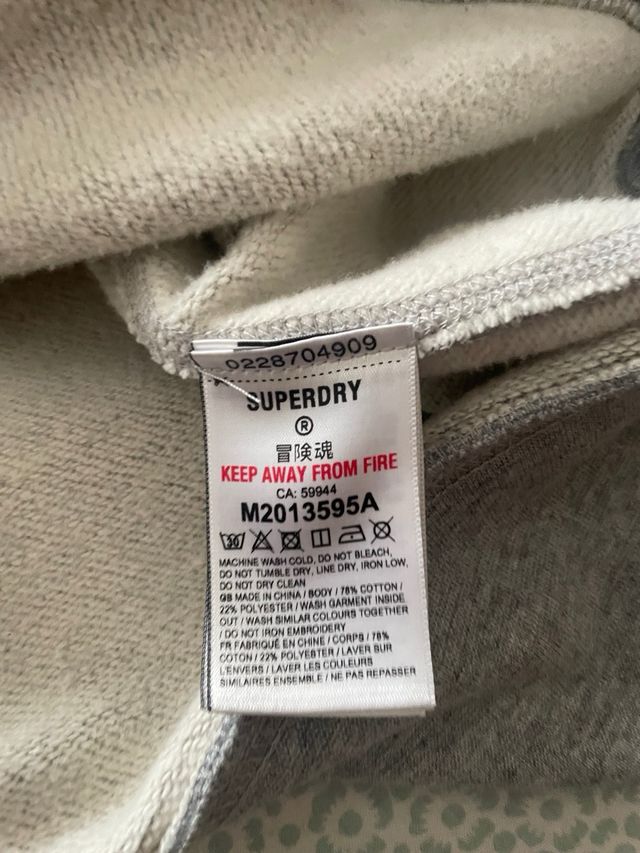 0228704909
SUPERDRY
®
冒険魂
KEEP AWAY FROM FIRE
CA: 59944
M2013595A
30
MACHINE WASH COLD, DO NOT BLEACH,
DO NOT TUMBLE DRY, LINE DRY, IRON LOW,
DO NOT DRY CLEAN
GB MADE IN CHINA / BODY / 78% COTTON /
22% POLYESTER / WASH GARMENT INSIDE
OUT / WASH SIMILAR COLOURS TOGETHER
/ DO NOT IRON EMBROIDERY
FR FABRIQUÉ EN CHINE / CORPS / 78%
COTON / 22% POLYESTER / LAVER SUR
L'ENVERS / LAVER LES COULEURS
SIMILAIRES ENSEMBLE / NE PAS REPASSER